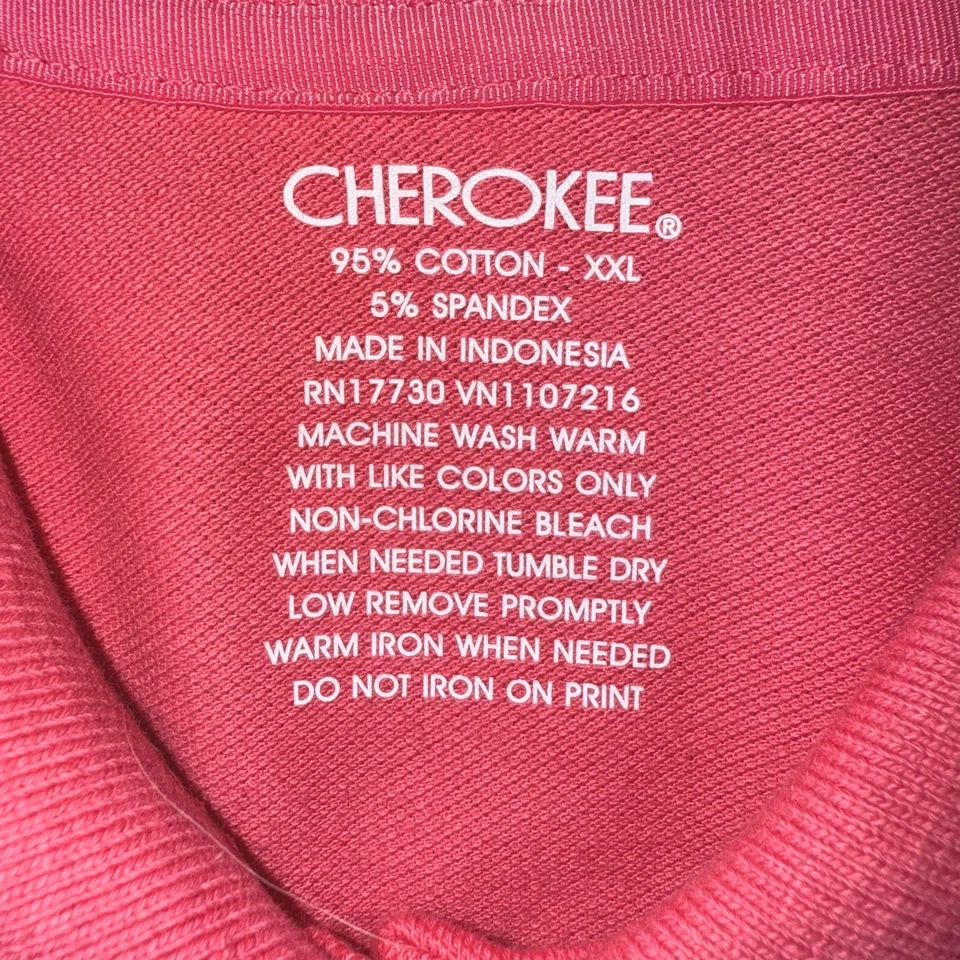 CHEROKEE®
95% COTTON - XXL
5% SPANDEX
MADE IN INDONESIA
RN17730 VN1107216
MACHINE WASH WARM
WITH LIKE COLORS ONLY
NON-CHLORINE BLEACH
WHEN NEEDED TUMBLE DRY
LOW REMOVE PROMPTLY
WARM IRON WHEN NEEDED
DO NOT IRON ON PRINT